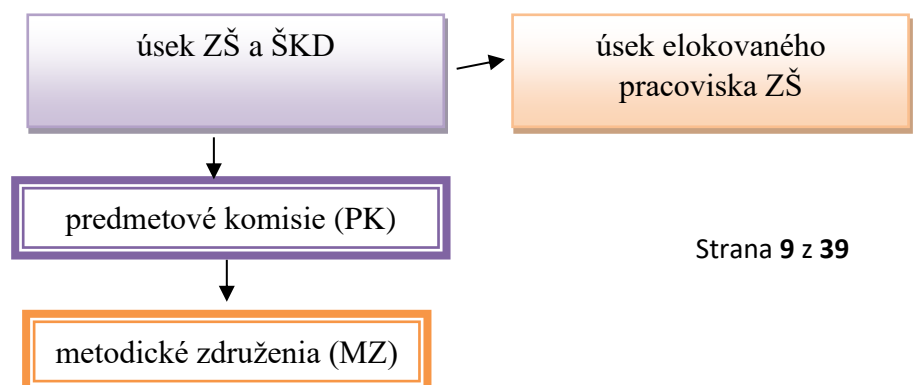 úsek ZŠ a ŠKD
úsek elokovaného
pracoviska ZŠ
predmetové komisie (PK)
Strana 9 z 39
metodické združenia (MZ)